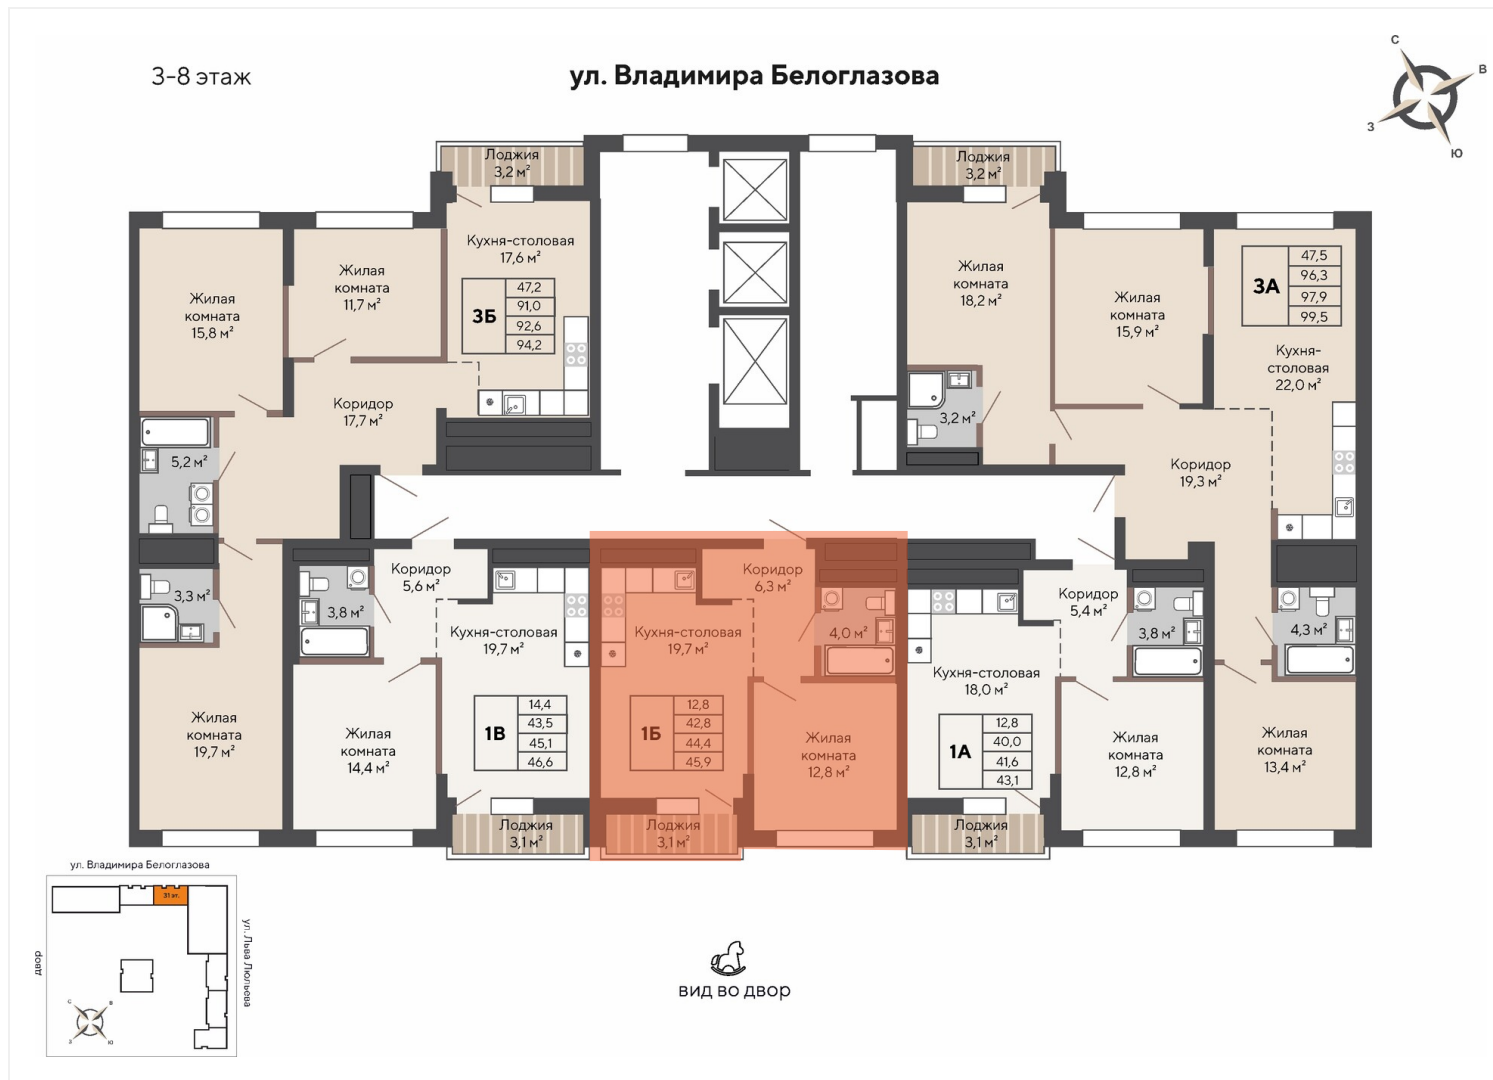 3-8 этаж
ул. Владимира Белоглазова
С
В
З
Ю
Лоджия
3,2 м²
Лоджия
3,2 м²
Кухня-столовая
17,6 м²
3Б
47,2
91,0
92,6
94,2
Жилая
комната
11,7 м²
Жилая
комната
15,8 м²
Коридор
17,7 м²
5,2 м²
3,3 м²
Жилая
комната
19,7 м²
Жилая
комната
18,2 м²
Жилая
комната
15,9 м²
3А
47,5
96,3
97,9
99,5
Кухня-
столовая
22,0 м²
3,2 м²
Коридор
19,3 м²
4,3 м²
Жилая
комната
13,4 м²
Коридор
5,6 м²
3,8 м²
Кухня-столовая
19,7 м²
Жилая
комната
14,4 м²
1В
14,4
43,5
45,1
46,6
Лоджия
3,1 м²
Коридор
6,3 м²
4,0 м²
Кухня-столовая
19,7 м²
1Б
12,8
42,8
44,4
45,9
Жилая
комната
12,8 м²
Лоджия
3,1 м²
Коридор
5,4 м²
3,8 м²
Кухня-столовая
18,0 м²
1А
12,8
40,0
41,6
43,1
Жилая
комната
12,8 м²
Лоджия
3,1 м²
ул. Владимира Белоглазова
31 эт.
двор
ул. Льва Люльева
С
В
З
Ю
вид во двор